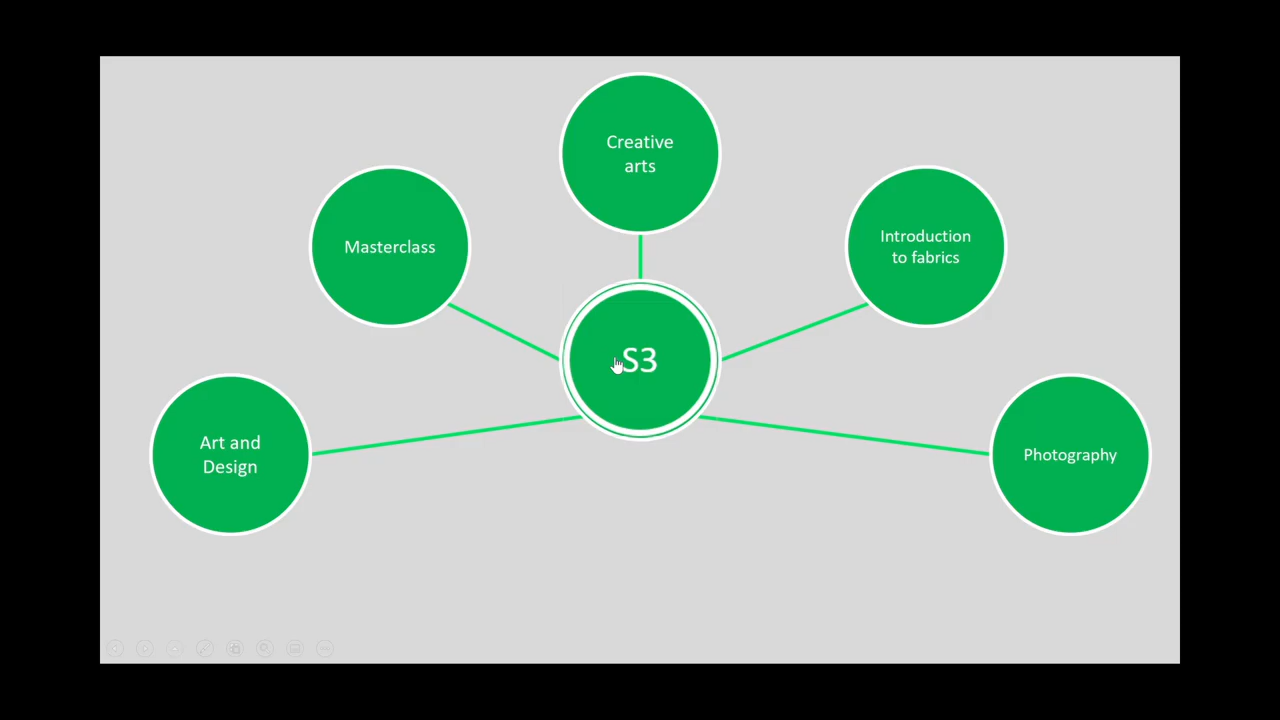 Creative
arts
Masterclass
Introduction
to fabrics
S3
Art and
Design
Photography